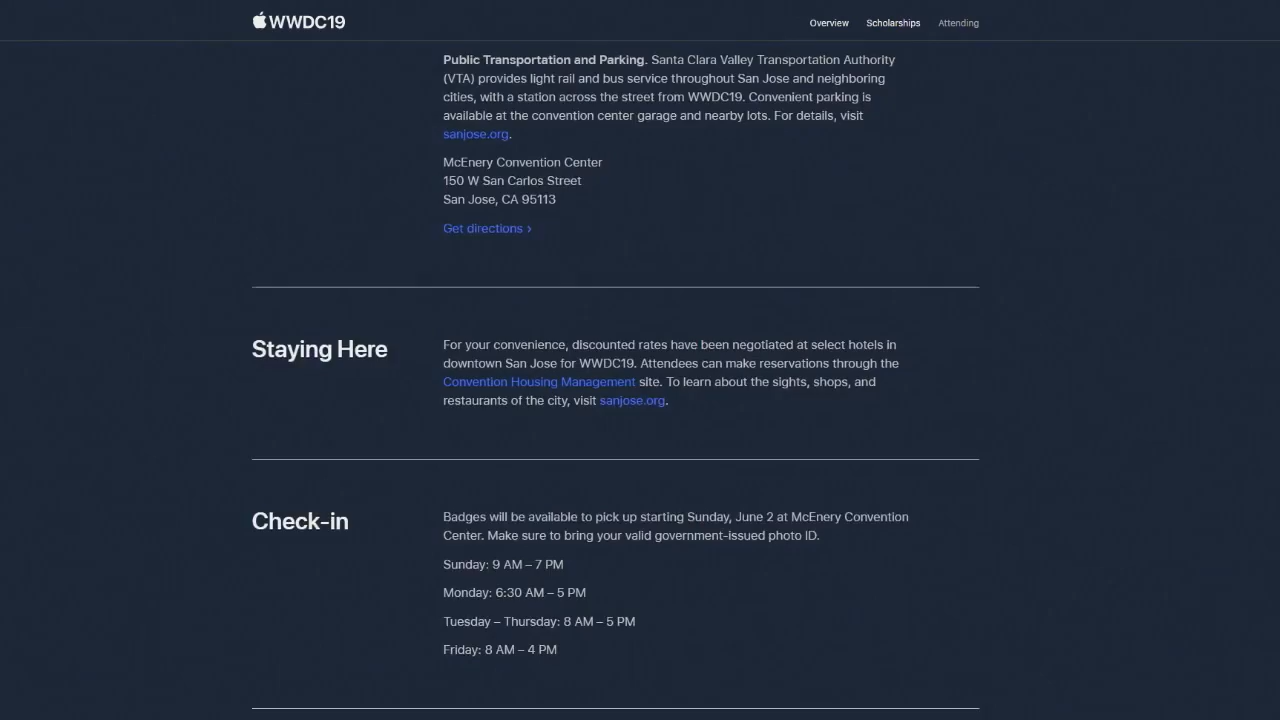 WWDC19
Overview Scholarships Attending
Public Transportation and Parking. Santa Clara Valley Transportation Authority
(VTA) provides light rail and bus service throughout San Jose and neighboring
cities, with a station across the street from WWDC19. Convenient parking is
available at the convention center garage and nearby lots. For details, visit
sanjose.org.
McEnery Convention Center
150 W San Carlos Street
San Jose, CA 95113
Get directions ›
Staying Here
For your convenience, discounted rates have been negotiated at select hotels in
downtown San Jose for WWDC19. Attendees can make reservations through the
Convention Housing Management site. To learn about the sights, shops, and
restaurants of the city, visit sanjose.org.
Check-in
Badges will be available to pick up starting Sunday, June 2 at McEnery Convention
Center. Make sure to bring your valid government-issued photo ID.
Sunday: 9 AM – 7 PM
Monday: 6:30 AM – 5 PM
Tuesday – Thursday: 8 AM – 5 PM
Friday: 8 AM – 4 PM